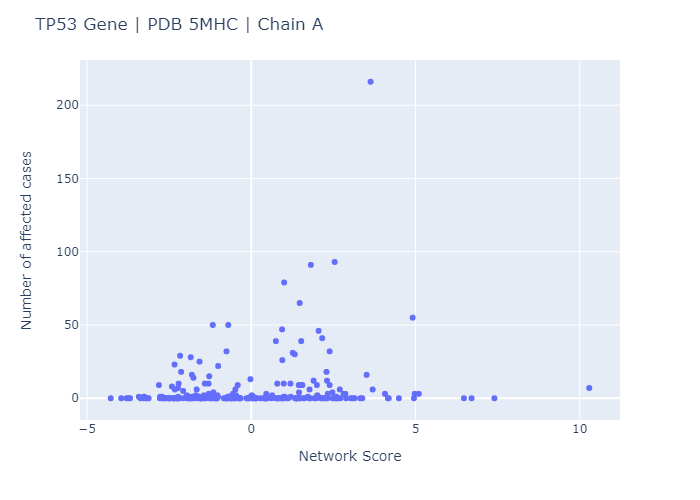 TP53 Gene | PDB 5MHC | Chain A
Number of affected cases
200
150
100
50
0
−5 0 5 10
Network Score